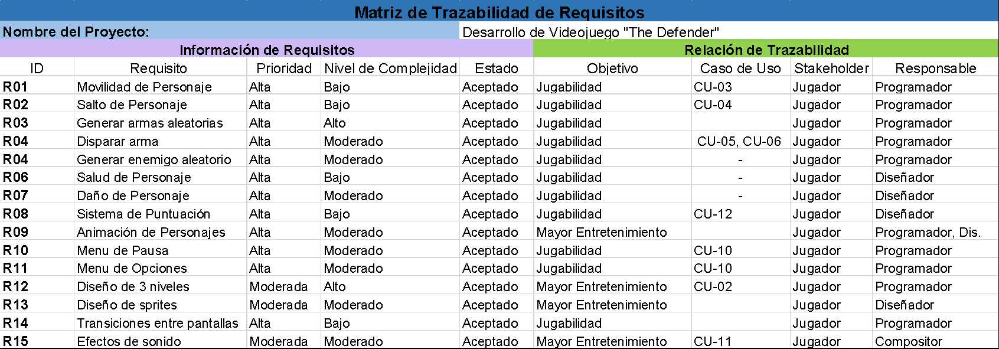 Matriz de Trazabilidad de Requisitos
Nombre del Proyecto: Desarrollo de Videojuego "The Defender"
Información de Requisitos Relación de Trazabilidad
ID Requisito Prioridad Nivel de Complejidad Estado Objetivo Caso de Uso Stakeholder Responsable
R01 Movilidad de Personaje Alta Bajo Aceptado Jugabilidad CU-03 Jugador Programador
R02 Salto de Personaje Alta Bajo Aceptado Jugabilidad CU-04 Jugador Programador
R03 Generar armas aleatorias Alta Alto Aceptado Jugabilidad Jugador Programador
R04 Disparar arma Alta Moderado Aceptado Jugabilidad CU-05, CU-06 Jugador Programador
R04 Generar enemigo aleatorio Alta Moderado Aceptado Jugabilidad - Jugador Programador
R06 Salud de Personaje Alta Bajo Aceptado Jugabilidad - Jugador Diseñador
R07 Daño de Personaje Alta Moderado Aceptado Jugabilidad - Jugador Diseñador
R08 Sistema de Puntuación Alta Bajo Aceptado Jugabilidad CU-12 Jugador Diseñador
R09 Animación de Personajes Alta Moderado Aceptado Mayor Entretenimiento Jugador Programador, Dis.
R10 Menu de Pausa Alta Moderado Aceptado Jugabilidad CU-10 Jugador Programador
R11 Menu de Opciones Alta Moderado Aceptado Jugabilidad CU-10 Jugador Programador
R12 Diseño de 3 niveles Moderada Alto Aceptado Mayor Entretenimiento CU-02 Jugador Programador
R13 Diseño de sprites Moderada Moderado Aceptado Mayor Entretenimiento Jugador Diseñador
R14 Transiciones entre pantallas Alta Bajo Aceptado Jugabilidad Jugador Programador
R15 Efectos de sonido Moderada Moderado Aceptado Mayor Entretenimiento CU-11 Jugador Compositor